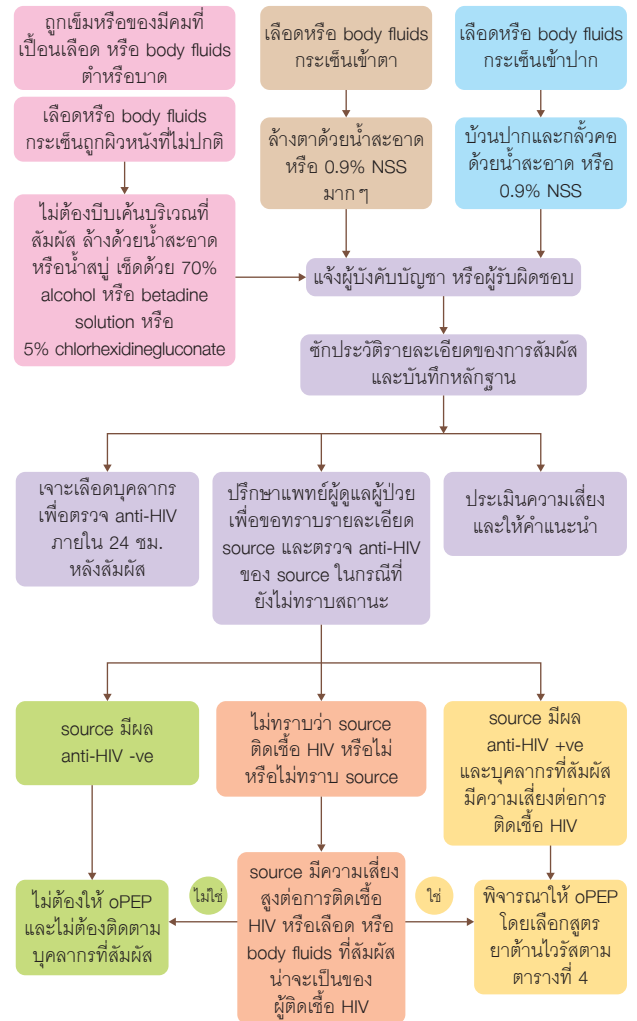 ถูกเข็มหรือของมีคมที่
เปื้อนเลือด หรือ body fluids
ตำหรือบาด
เลือดหรือ body fluids
กระเซ็นเข้าตา
เลือดหรือ body fluids
กระเซ็นเข้าปาก
เลือดหรือ body fluids
กระเซ็นถูกผิวหนังที่ไม่ปกติ
ล้างตาด้วยน้ำสะอาด
หรือ 0.9% NSS
มาก ๆ
บ้วนปากและกลั้วคอ
ด้วยน้ำสะอาด หรือ
0.9% NSS
ไม่ต้องบีบเค้นบริเวณที่
สัมผัส ล้างด้วยน้ำสะอาด
หรือน้ำสบู่ เช็ดด้วย 70%
alcohol หรือ betadine
solution หรือ
5% chlorhexidinegluconate
แจ้งผู้บังคับบัญชา หรือผู้รับผิดชอบ
ซักประวัติรายละเอียดของการสัมผัส
และบันทึกหลักฐาน
เจาะเลือดบุคลากร
เพื่อตรวจ anti-HIV
ภายใน 24 ชม.
หลังสัมผัส
ปรึกษาแพทย์ผู้ดูแลผู้ป่วย
เพื่อขอทราบรายละเอียด
source และตรวจ anti-HIV
ของ source ในกรณีที่
ยังไม่ทราบสถานะ
ประเมินความเสี่ยง
และให้คำแนะนำ
source มีผล
anti-HIV -ve
ไม่ทราบว่า source
ติดเชื้อ HIV หรือไม่
หรือไม่ทราบ source
source มีผล
anti-HIV +ve
และบุคลากรที่สัมผัส
มีความเสี่ยงต่อการ
ติดเชื้อ HIV
ไม่ต้องให้ oPEP
และไม่ต้องติดตาม
บุคลากรที่สัมผัส
ไม่ใช่
source มีความเสี่ยง
สูงต่อการติดเชื้อ
HIV หรือเลือด หรือ
body fluids ที่สัมผัส
น่าจะเป็นของ
ผู้ติดเชื้อ HIV
ใช่
พิจารณาให้ oPEP
โดยเลือกสูตร
ยาต้านไวรัสตาม
ตารางที่ 4